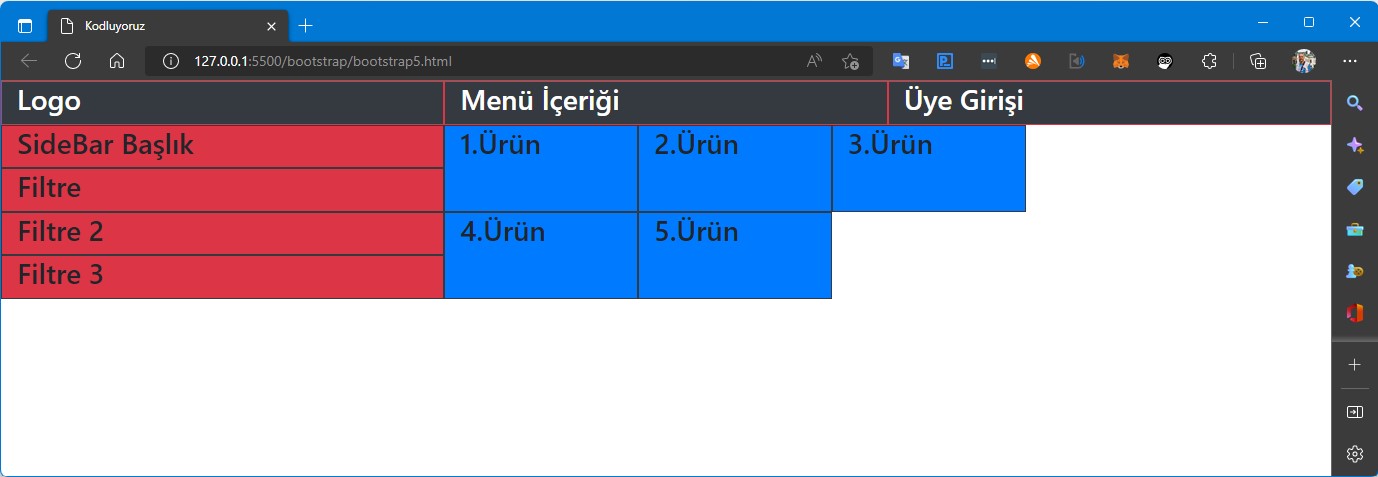 Kodluyoruz
127.0.0.1:5500/bootstrap/bootstrap5.html
Logo Menü İçeriği Üye Girişi
SideBar Başlık 1.Ürün 2.Ürün 3.Ürün
Filtre
Filtre 2 4.Ürün 5.Ürün
Filtre 3